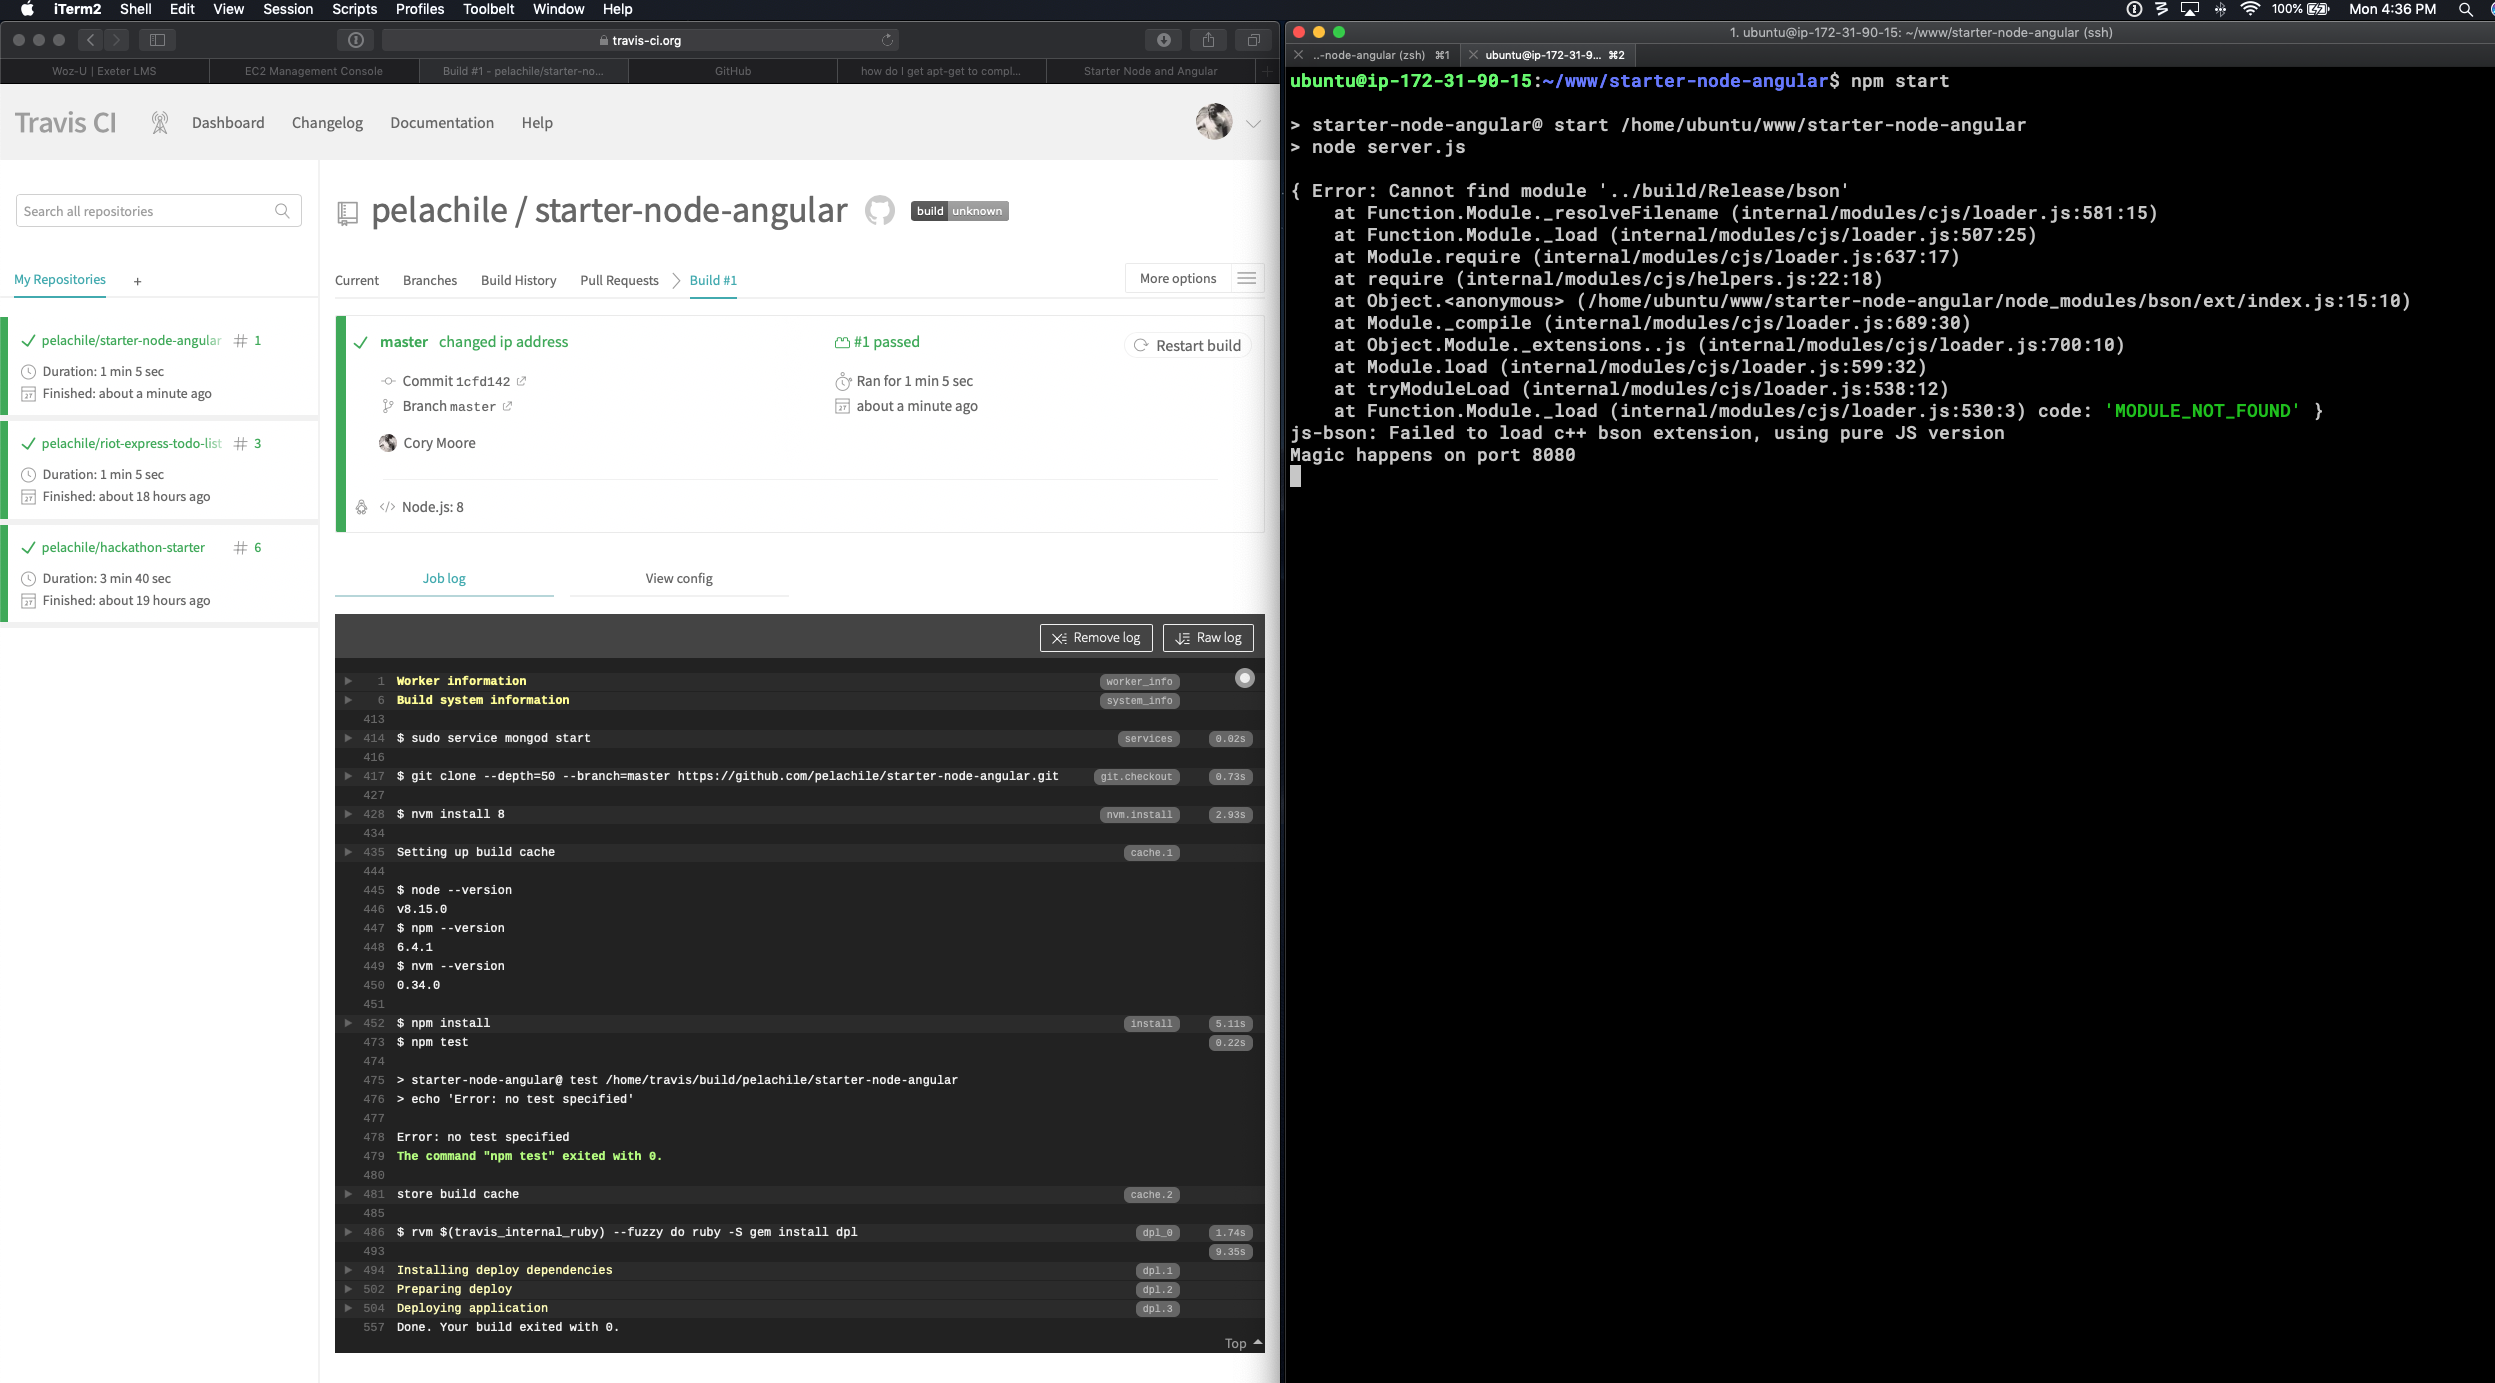 iTerm2 Shell Edit View Session Scripts Profiles Toolbelt Window Help
100% Mon 4:36 PM
travis-ci.org
Woz-U | Exeter LMS
EC2 Management Console
Build #1 - pelachile/starter-no...
GitHub
how do I get apt-get to compl...
Starter Node and Angular
Travis CI
Dashboard Changelog Documentation Help
Search all repositories
My Repositories +
pelachile/starter-node-angular # 1
Duration: 1 min 5 sec
Finished: about a minute ago
pelachile/riot-express-todo-list # 3
Duration: 1 min 5 sec
Finished: about 18 hours ago
pelachile/hackathon-starter # 6
Duration: 3 min 40 sec
Finished: about 19 hours ago
pelachile / starter-node-angular build unknown
Current Branches Build History Pull Requests Build #1
More options
master changed ip address
#1 passed
Restart build
Commit 1cfd142
Ran for 1 min 5 sec
Branch master
about a minute ago
Cory Moore
</> Node.js: 8
Job log
View config
Remove log
Raw log
1 Worker information worker_info
6 Build system information system_info
413
414 $ sudo service mongod start services 0.02s
416
417 $ git clone --depth=50 --branch=master https://github.com/pelachile/starter-node-angular.git git.checkout 0.73s
427
428 $ nvm install 8 nvm.install 2.93s
434
435 Setting up build cache cache.1
444
445 $ node --version
446 v8.15.0
447 $ npm --version
448 6.4.1
449 $ nvm --version
450 0.34.0
451
452 $ npm install install 5.11s
473 $ npm test 0.22s
474
475 > starter-node-angular@ test /home/travis/build/pelachile/starter-node-angular
476 > echo 'Error: no test specified'
477
478 Error: no test specified
479 The command "npm test" exited with 0.
480
481 store build cache cache.2
485
486 $ rvm $(travis_internal_ruby) --fuzzy do ruby -S gem install dpl dpl_0 1.74s
493 9.35s
494 Installing deploy dependencies dpl.1
502 Preparing deploy dpl.2
504 Deploying application dpl.3
557 Done. Your build exited with 0.
Top
1. ubuntu@ip-172-31-90-15: ~/www/starter-node-angular (ssh)
..-node-angular (zsh) ⌘1
ubuntu@ip-172-31-9... ⌘2
ubuntu@ip-172-31-90-15:~/www/starter-node-angular$ npm start
> starter-node-angular@ start /home/ubuntu/www/starter-node-angular
> node server.js
{ Error: Cannot find module '../build/Release/bson'
at Function.Module._resolveFilename (internal/modules/cjs/loader.js:581:15)
at Function.Module._load (internal/modules/cjs/loader.js:507:25)
at Module.require (internal/modules/cjs/loader.js:637:17)
at require (internal/modules/cjs/helpers.js:22:18)
at Object.<anonymous> (/home/ubuntu/www/starter-node-angular/node_modules/bson/ext/index.js:15:10)
at Module._compile (internal/modules/cjs/loader.js:689:30)
at Object.Module._extensions..js (internal/modules/cjs/loader.js:700:10)
at Module.load (internal/modules/cjs/loader.js:599:32)
at tryModuleLoad (internal/modules/cjs/loader.js:538:12)
at Function.Module._load (internal/modules/cjs/loader.js:530:3) code: 'MODULE_NOT_FOUND' }
js-bson: Failed to load c++ bson extension, using pure JS version
Magic happens on port 8080